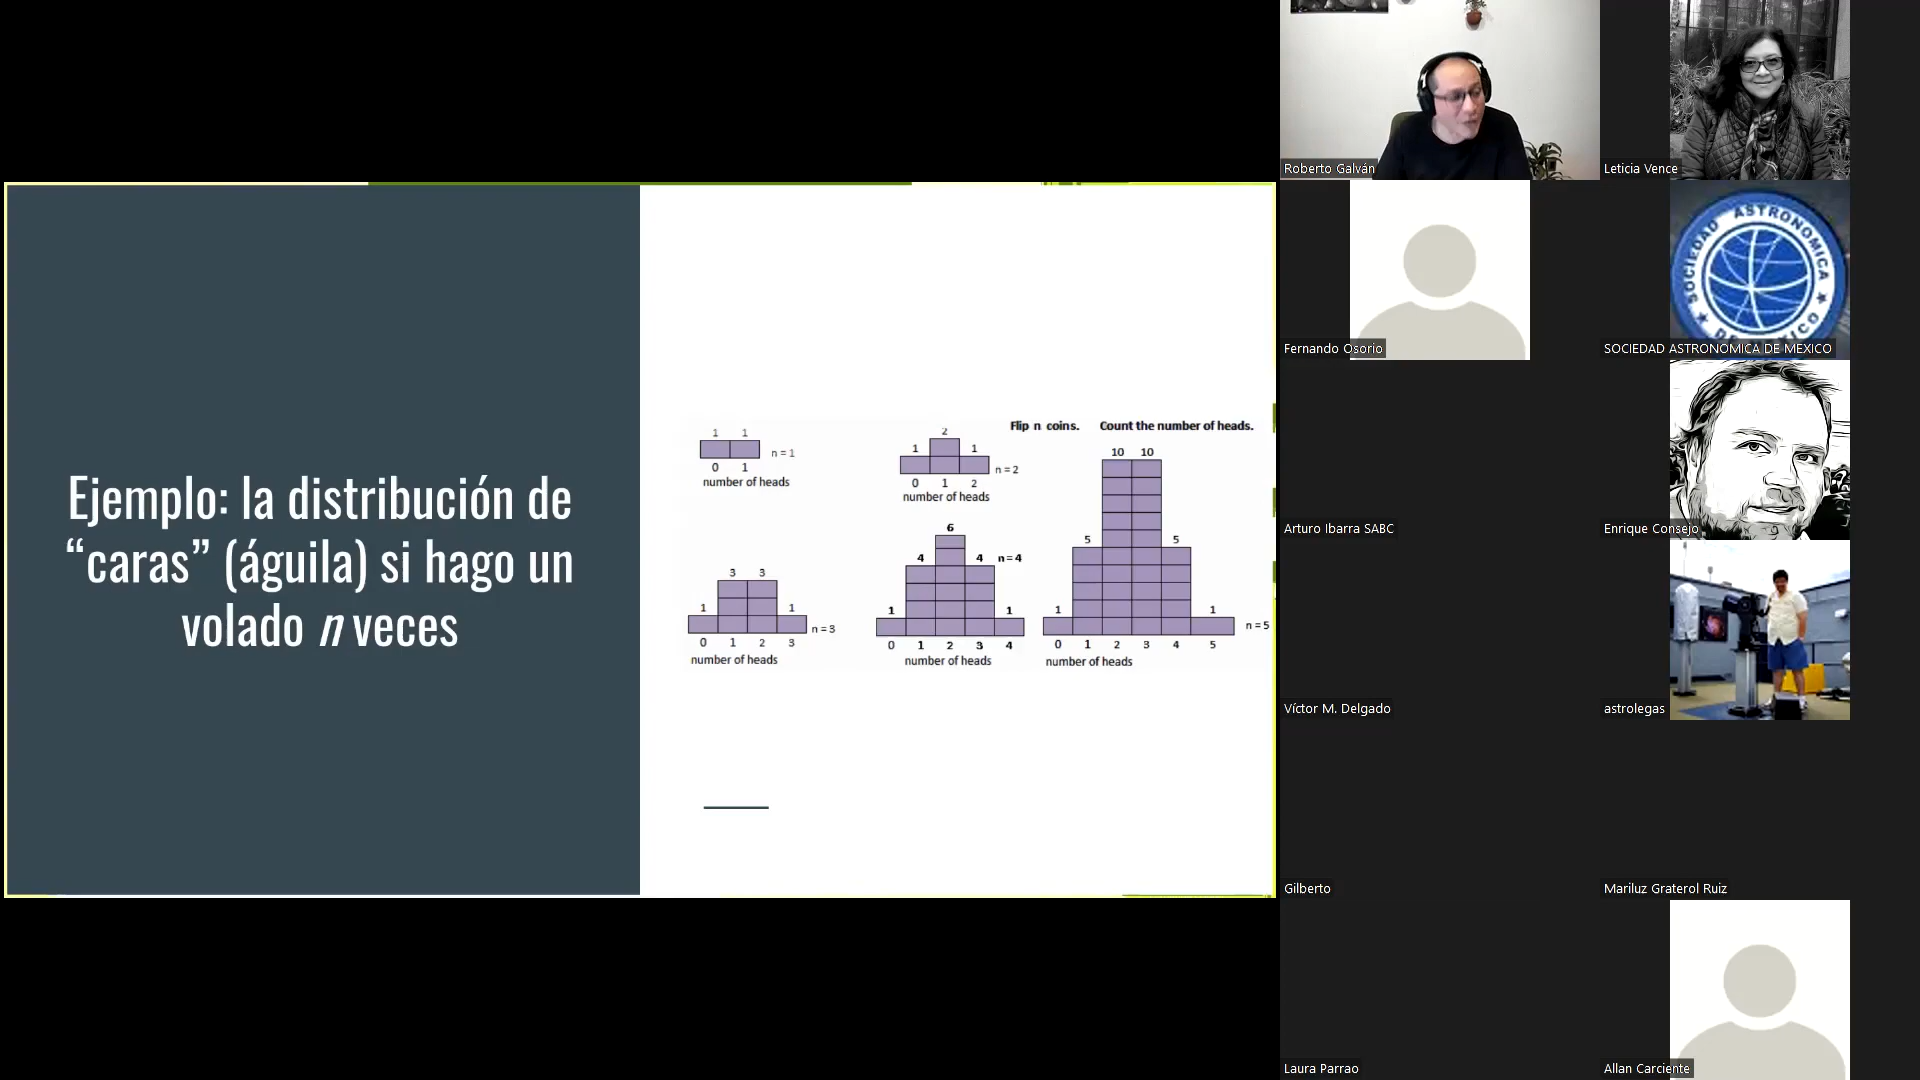 Ejemplo: la distribución de
“caras” (águila) si hago un
volado n veces
Flip n coins. Count the number of heads.
1 1
n = 1
0 1
number of heads
2
1 1
n = 2
0 1 2
number of heads
3 3
1 1
n = 3
0 1 2 3
number of heads
6
4 4
n = 4
1 1
0 1 2 3 4
number of heads
10 10
5 5
1 1
n = 5
0 1 2 3 4 5
number of heads
Roberto Galván
Leticia Vence
Fernando Osorio
SOCIEDAD ASTRONOMICA
DE MEXICO
SOCIEDAD ASTRONOMICA DE MEXICO
Arturo Ibarra SABC
Enrique Consejo
Víctor M. Delgado
astrolegas
Gilberto
Mariluz Graterol Ruiz
Laura Parrao
Allan Carciente